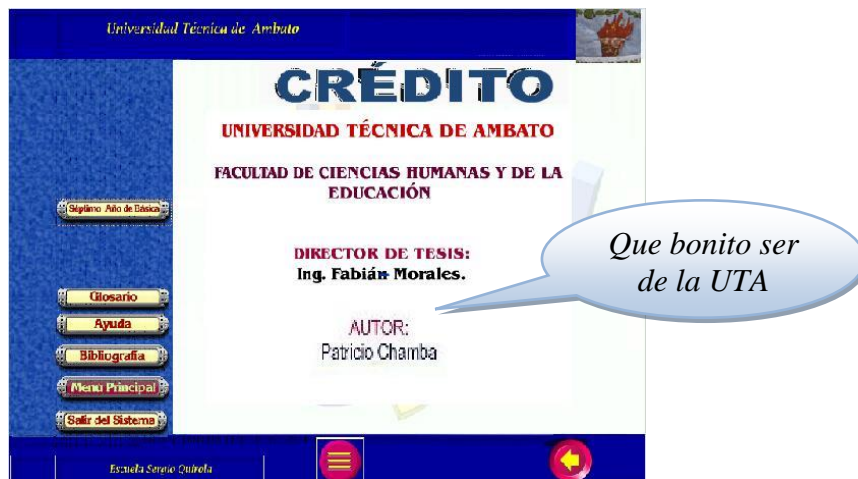 Universidad Técnica de Ambato
CRÉDITO
UNIVERSIDAD TÉCNICA DE AMBATO
FACULTAD DE CIENCIAS HUMANAS Y DE LA
EDUCACIÓN
Séptimo Año de Básica
DIRECTOR DE TESIS:
Ing. Fabián Morales.
Que bonito ser
de la UTA
AUTOR:
Patricio Chamba
Glosario
Ayuda
Bibliografía
Menu Principal
Salir del Sistema
Escuela Sergio Quirola